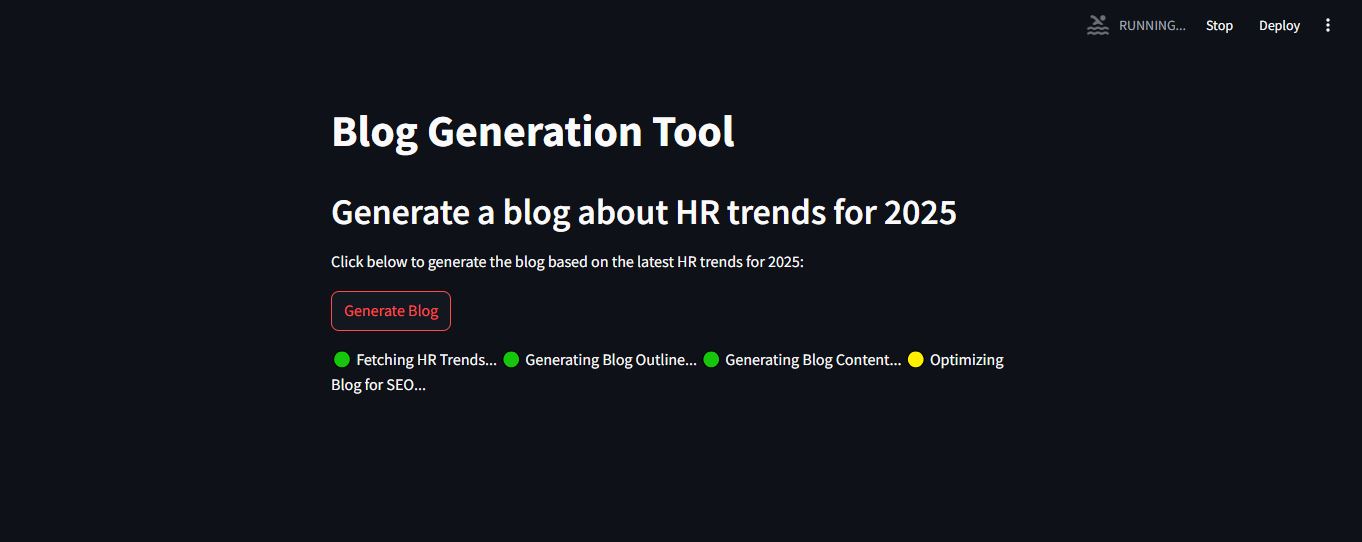 RUNNING... Stop Deploy
Blog Generation Tool
Generate a blog about HR trends for 2025
Click below to generate the blog based on the latest HR trends for 2025:
Generate Blog
Fetching HR Trends... Generating Blog Outline... Generating Blog Content... Optimizing
Blog for SEO...